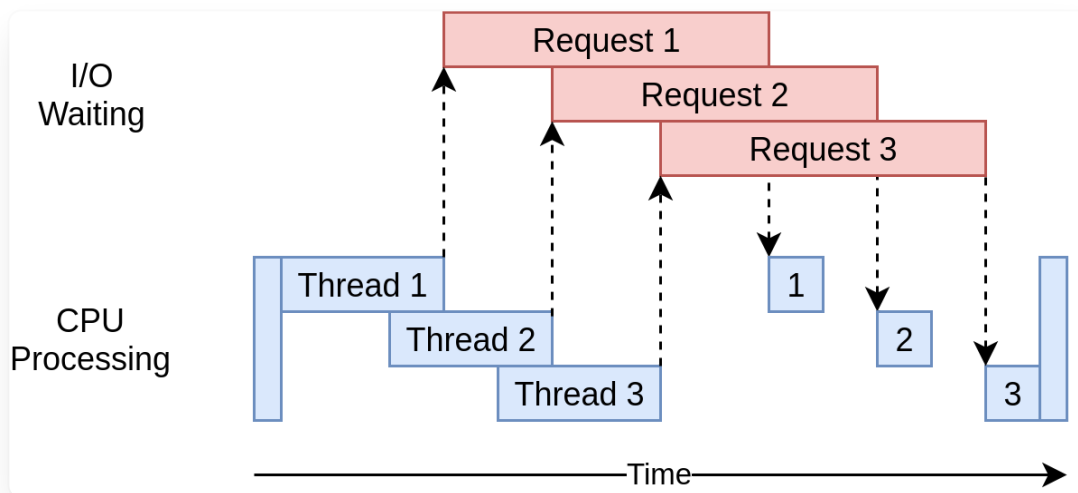 I/O
Waiting
Request 1
Request 2
Request 3
CPU
Processing
Thread 1
Thread 2
Thread 3
1
2
3
Time